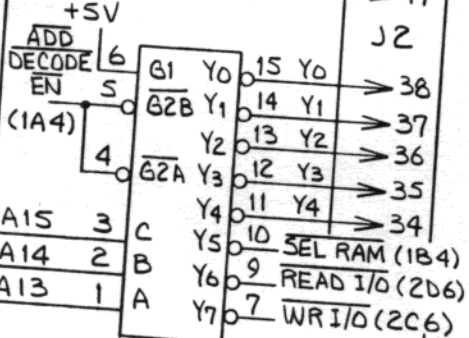 +5V
J2
ADD
DECODE
EN
(1A4)
6 G1 Y0 15 Y0 38
5 G2B Y1 14 Y1 37
Y2 13 Y2 36
4 G2A Y3 12 Y3 35
Y4 11 Y4 34
A15 3 C Y5 10 SEL RAM (1B4)
A14 2 B Y6 9 READ I/O (2D6)
A13 1 A Y7 7 WR I/O (2C6)